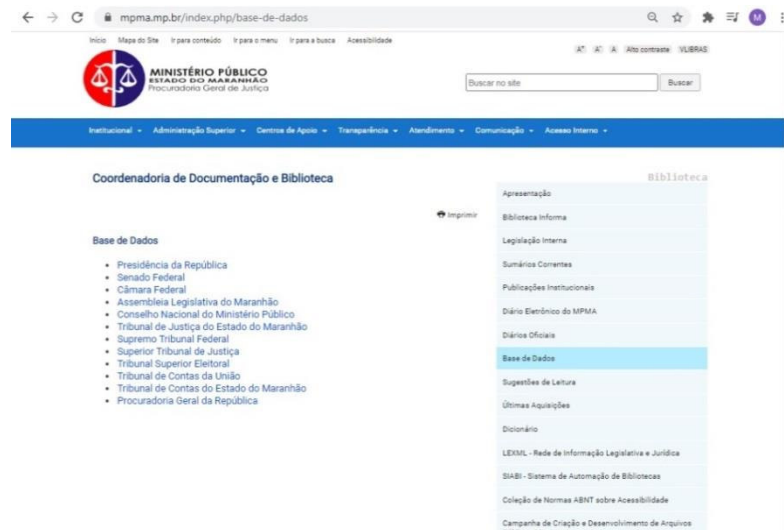 mpma.mp.br/index.php/base-de-dados
M
Início Mapa do Site Ir para conteúdo Ir para o menu Ir para a busca Acessibilidade
A+ A- A Alto contraste VLIBRAS
MINISTÉRIO PÚBLICO
ESTADO DO MARANHÃO
Procuradoria Geral de Justiça
Buscar no site Buscar
Institucional Administração Superior Centros de Apoio Transparência Atendimento Comunicação Acesso Interno
Coordenadoria de Documentação e Biblioteca
Imprimir
Base de Dados
Presidência da República
Senado Federal
Câmara Federal
Assembleia Legislativa do Maranhão
Conselho Nacional do Ministério Público
Tribunal de Justiça do Estado do Maranhão
Supremo Tribunal Federal
Superior Tribunal de Justiça
Tribunal Superior Eleitoral
Tribunal de Contas da União
Tribunal de Contas do Estado do Maranhão
Procuradoria Geral da República
Biblioteca
Apresentação
Biblioteca Informa
Legislação Interna
Sumários Correntes
Publicações Institucionais
Diário Eletrônico do MPMA
Diários Oficiais
Base de Dados
Sugestões de Leitura
Últimas Aquisições
Dicionário
LEXML - Rede de Informação Legislativa e Jurídica
SIABI - Sistema de Automação de Bibliotecas
Coleção de Normas ABNT sobre Acessibilidade
Campanha de Criação e Desenvolvimento de Arquivos